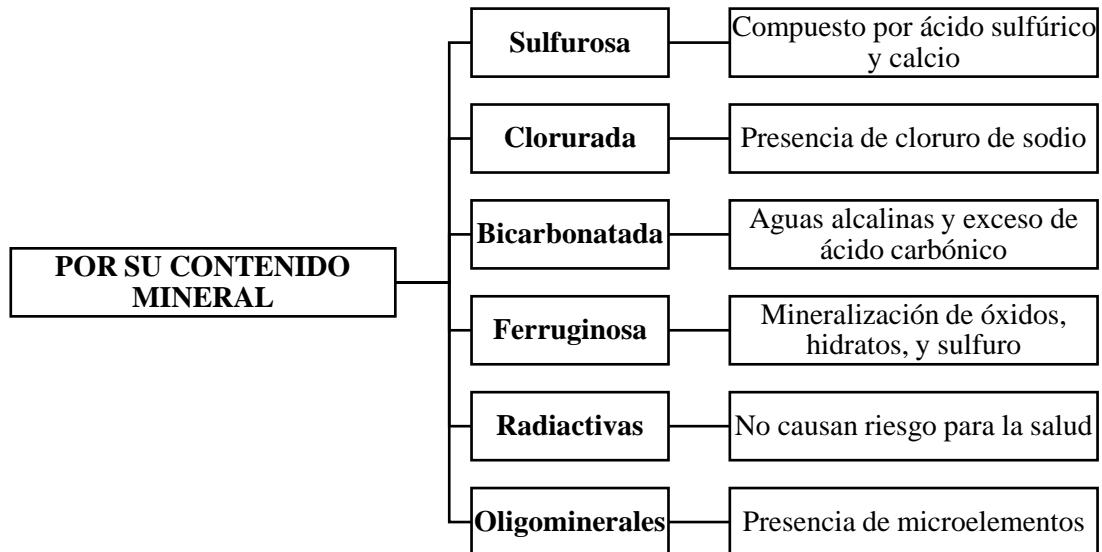 Sulfurosa
Compuesto por ácido sulfúrico
y calcio
Clorurada
Presencia de cloruro de sodio
Bicarbonatada
Aguas alcalinas y exceso de
ácido carbónico
POR SU CONTENIDO
MINERAL
Ferruginosa
Mineralización de óxidos,
hidratos, y sulfuro
Radiactivas
No causan riesgo para la salud
Oligominerales
Presencia de microelementos